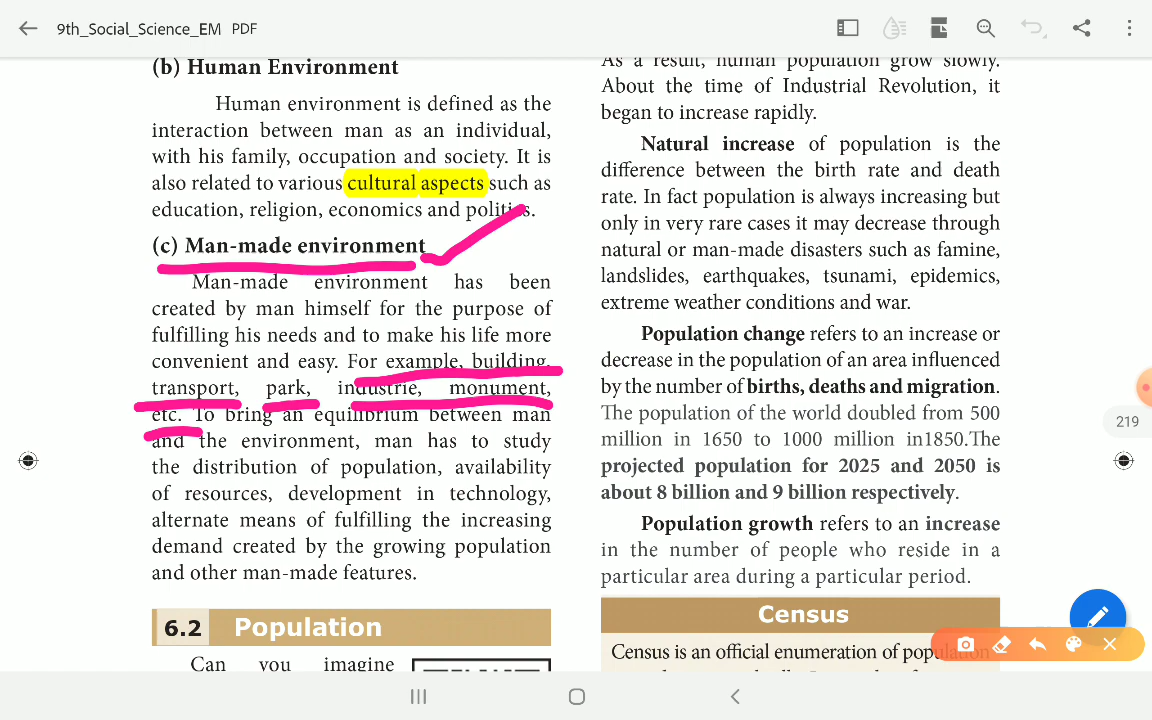 9th_Social_Science_EM PDF
(b) Human Environment
Human environment is defined as the
interaction between man as an individual,
with his family, occupation and society. It is
also related to various cultural aspects such as
education, religion, economics and politics.
(c) Man-made environment
Man-made environment has been
created by man himself for the purpose of
fulfilling his needs and to make his life more
convenient and easy. For example, building,
transport, park, industrie, monument,
etc. To bring an equilibrium between man
and the environment, man has to study
the distribution of population, availability
of resources, development in technology,
alternate means of fulfilling the increasing
demand created by the growing population
and other man-made features.
6.2 Population
Can you imagine
As a result, human population grow slowly.
About the time of Industrial Revolution, it
began to increase rapidly.
Natural increase of population is the
difference between the birth rate and death
rate. In fact population is always increasing but
only in very rare cases it may decrease through
natural or man-made disasters such as famine,
landslides, earthquakes, tsunami, epidemics,
extreme weather conditions and war.
Population change refers to an increase or
decrease in the population of an area influenced
by the number of births, deaths and migration.
The population of the world doubled from 500
million in 1650 to 1000 million in1850.The
projected population for 2025 and 2050 is
about 8 billion and 9 billion respectively.
Population growth refers to an increase
in the number of people who reside in a
particular area during a particular period.
Census
Census is an official enumeration of population
219